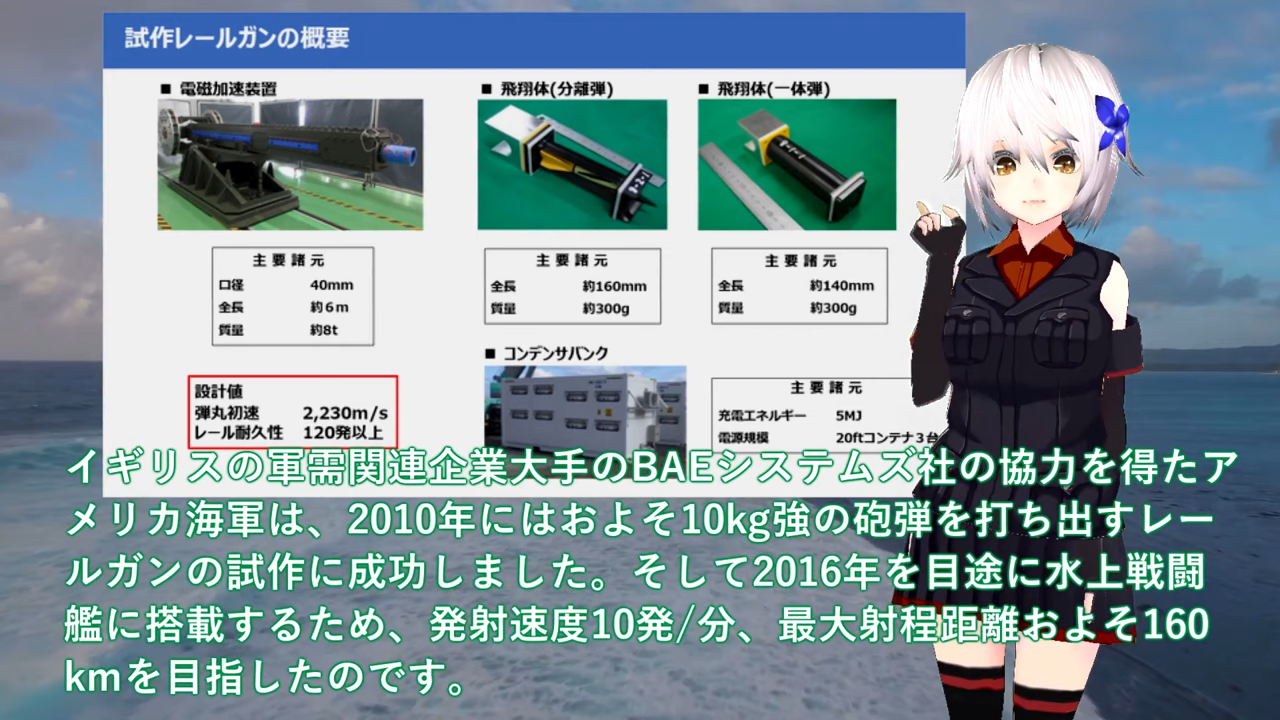 試作レールガンの概要
■ 電磁加速装置
■ 飛翔体(分離弾)
■ 飛翔体(一体弾)
主要諸元
口径 40mm
全長 約6m
質量 約8t
主要諸元
全長 約160mm
質量 約300g
主要諸元
全長 約140mm
質量 約300g
設計値
弾丸初速 2,230m/s
レール耐久性 120発以上
■ コンデンサバンク
主要諸元
充電エネルギー 5MJ
電源規模 20ftコンテナ3台
イギリスの軍需関連企業大手のBAEシステムズ社の協力を得たア
メリカ海軍は、2010年にはおよそ10kg強の砲弾を打ち出すレー
ルガンの試作に成功しました。そして2016年を目途に水上戦闘
艦に搭載するため、発射速度10発/分、最大射程距離およそ160
kmを目指したのです。